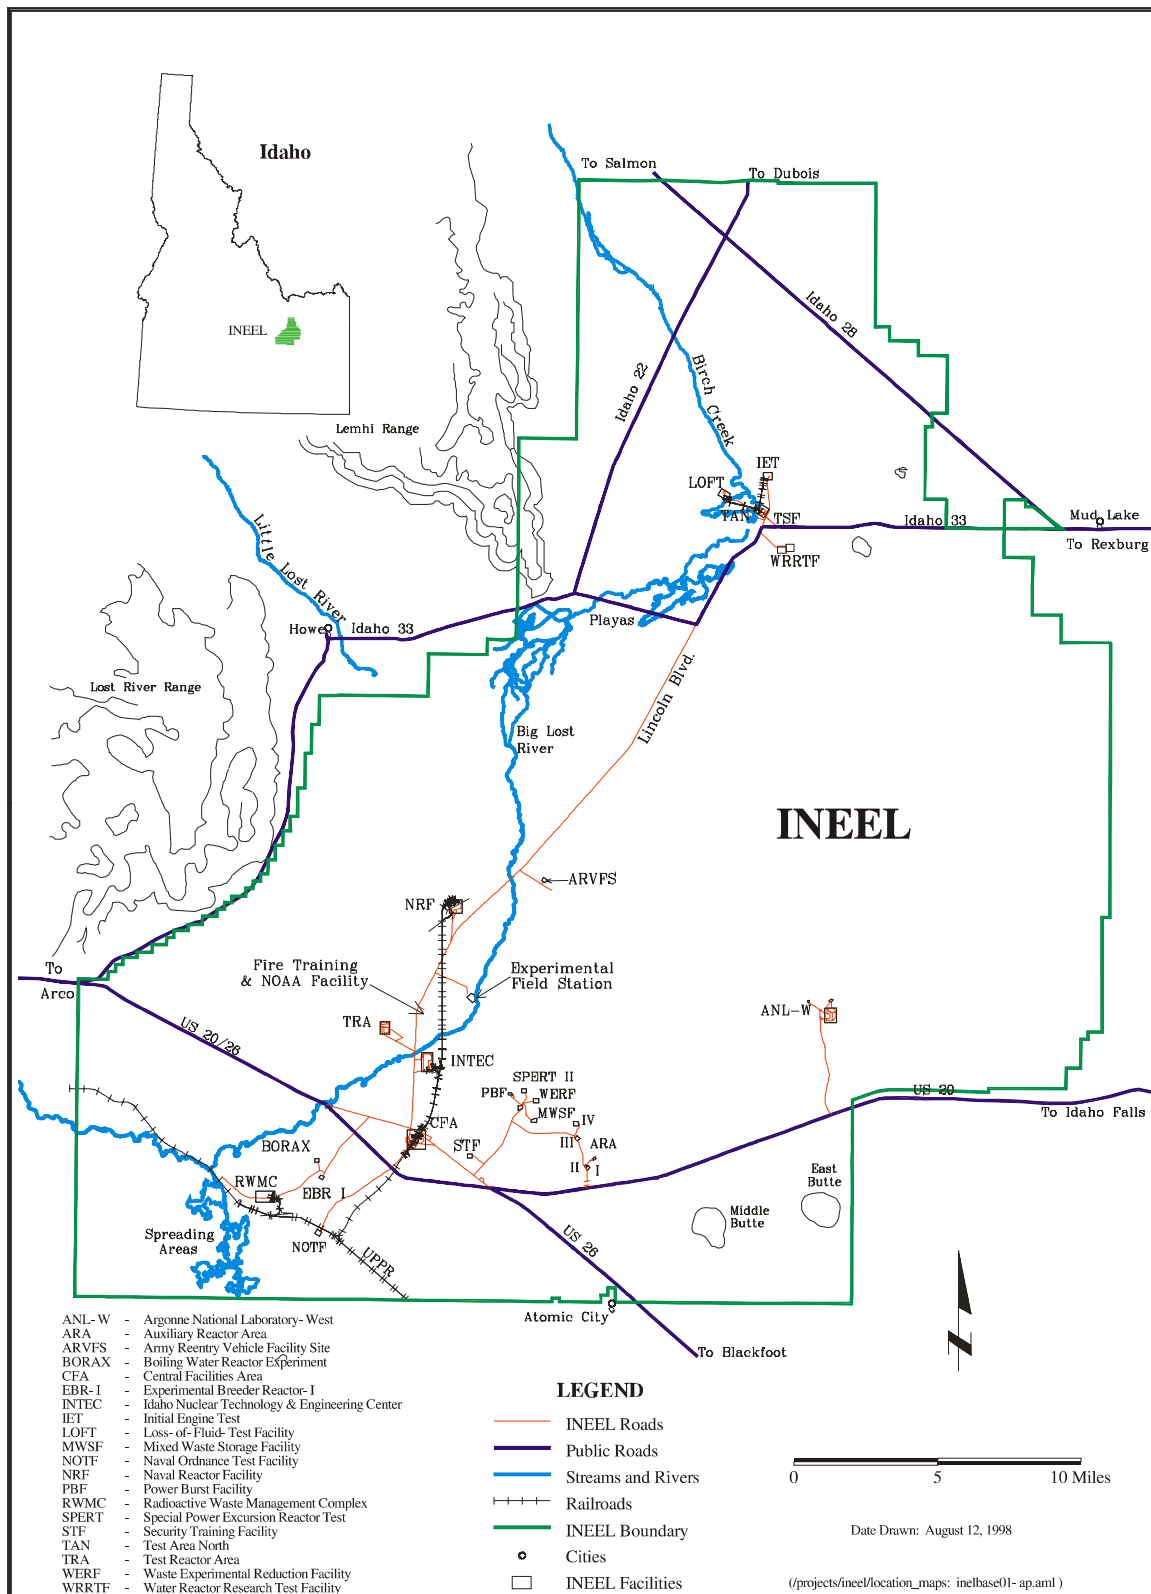 Idaho
INEEL
To Salmon
To Dubois
Idaho 28
Idaho 22
Birch Creek
Lemhi Range
IET
LOFT
TAN
TSF
Idaho 33
Mud Lake
To Rexburg
WRRTF
Little Lost River
Howe
Idaho 33
Playas
Lost River Range
Lincoln Blvd.
Big Lost
River
INEEL
ARVFS
NRF
To
Arco
Fire Training
& NOAA Facility
Experimental
Field Station
ANL-W
TRA
US 20/26
INTEC
SPERT II
PBF
WERF
MWSF
US 20
To Idaho Falls
CFA
IV
III
ARA
STF
II
I
BORAX
RWMC
EBR I
East
Butte
Middle
Butte
Spreading
Areas
NOTF
UPPR
US 26
Atomic City
To Blackfoot
ANL-W - Argonne National Laboratory-West
ARA - Auxiliary Reactor Area
ARVFS - Army Reentry Vehicle Facility Site
BORAX - Boiling Water Reactor Experiment
CFA - Central Facilities Area
EBR-I - Experimental Breeder Reactor-I
INTEC - Idaho Nuclear Technology & Engineering Center
IET - Initial Engine Test
LOFT - Loss-of-Fluid-Test Facility
MWSF - Mixed Waste Storage Facility
NOTF - Naval Ordnance Test Facility
NRF - Naval Reactor Facility
PBF - Power Burst Facility
RWMC - Radioactive Waste Management Complex
SPERT - Special Power Excursion Reactor Test
STF - Security Training Facility
TAN - Test Area North
TRA - Test Reactor Area
WERF - Waste Experimental Reduction Facility
WRRTF - Water Reactor Research Test Facility
LEGEND
INEEL Roads
Public Roads
Streams and Rivers
Railroads
INEEL Boundary
Cities
INEEL Facilities
N
0 5 10 Miles
Date Drawn: August 12, 1998
(/projects/ineel/location_maps: inelbase01-ap.aml )